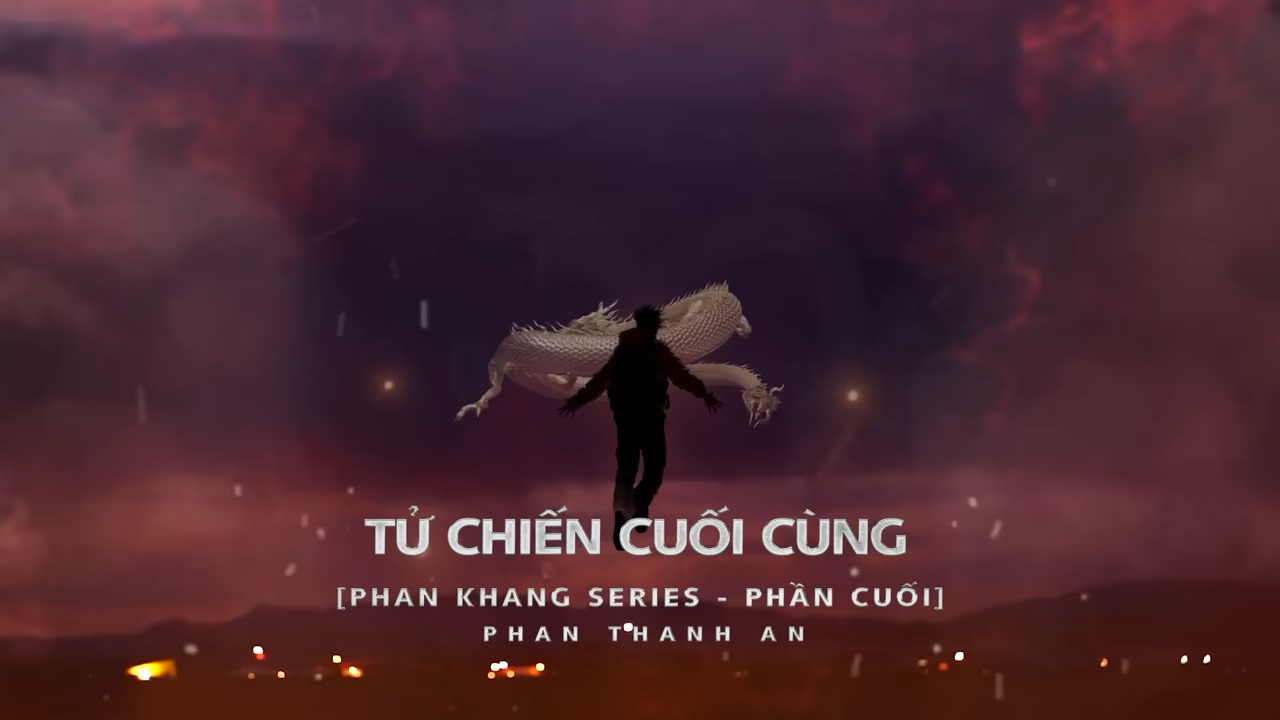 TỬ CHIẾN CUỐI CÙNG
[PHAN KHANG SERIES - PHẦN CUỐI]
PHAN THANH AN